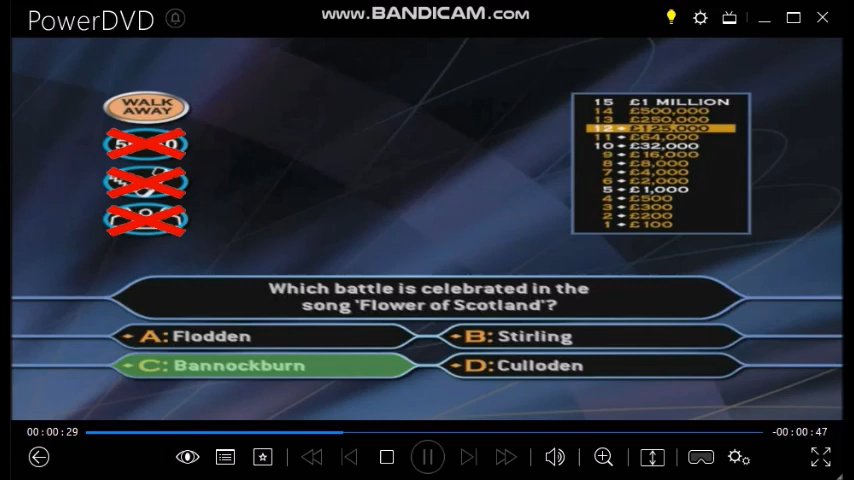 PowerDVD
www.BANDICAM.com
WALK
AWAY
15 £1 MILLION
14 £500,000
13 £250,000
12 £125,000
11 £64,000
10 £32,000
9 £16,000
8 £8,000
7 £4,000
6 £2,000
5 £1,000
4 £500
3 £300
2 £200
1 £100
Which battle is celebrated in the
song 'Flower of Scotland'?
A: Flodden
B: Stirling
C: Bannockburn
D: Culloden
00:00:29
-00:00:47